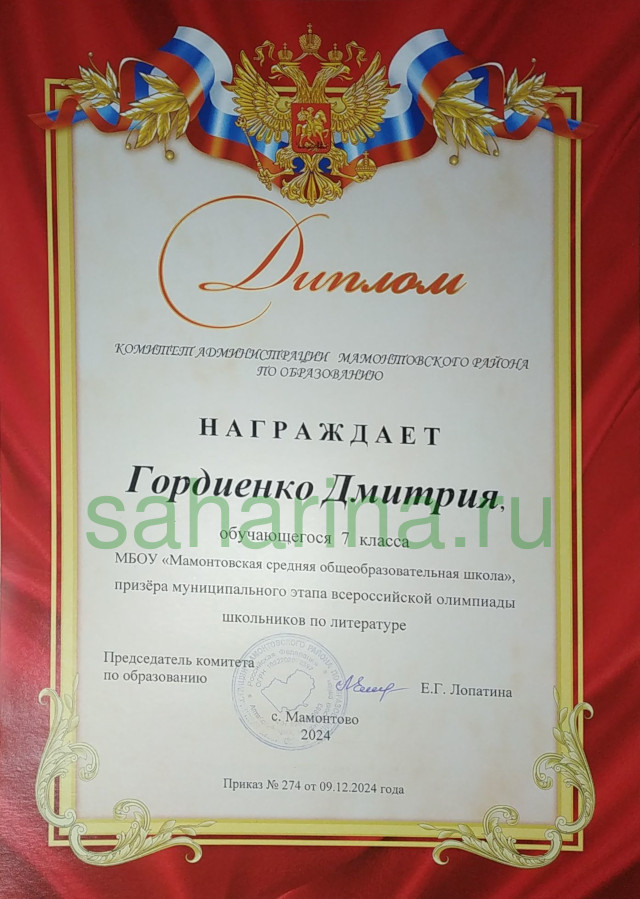 Диплом
КОМИТЕТ АДМИНИСТРАЦИИ МАМОНТОВСКОГО РАЙОНА
ПО ОБРАЗОВАНИЮ
НАГРАЖДАЕТ
Гордиенко Дмитрия,
saharina.ru
обучающегося 7 класса
МБОУ «Мамонтовская средняя общеобразовательная школа»,
призёра муниципального этапа всероссийской олимпиады
школьников по литературе
Председатель комитета
по образованию
Е.Г. Лопатина
с. Мамонтово
2024
Приказ № 274 от 09.12.2024 года